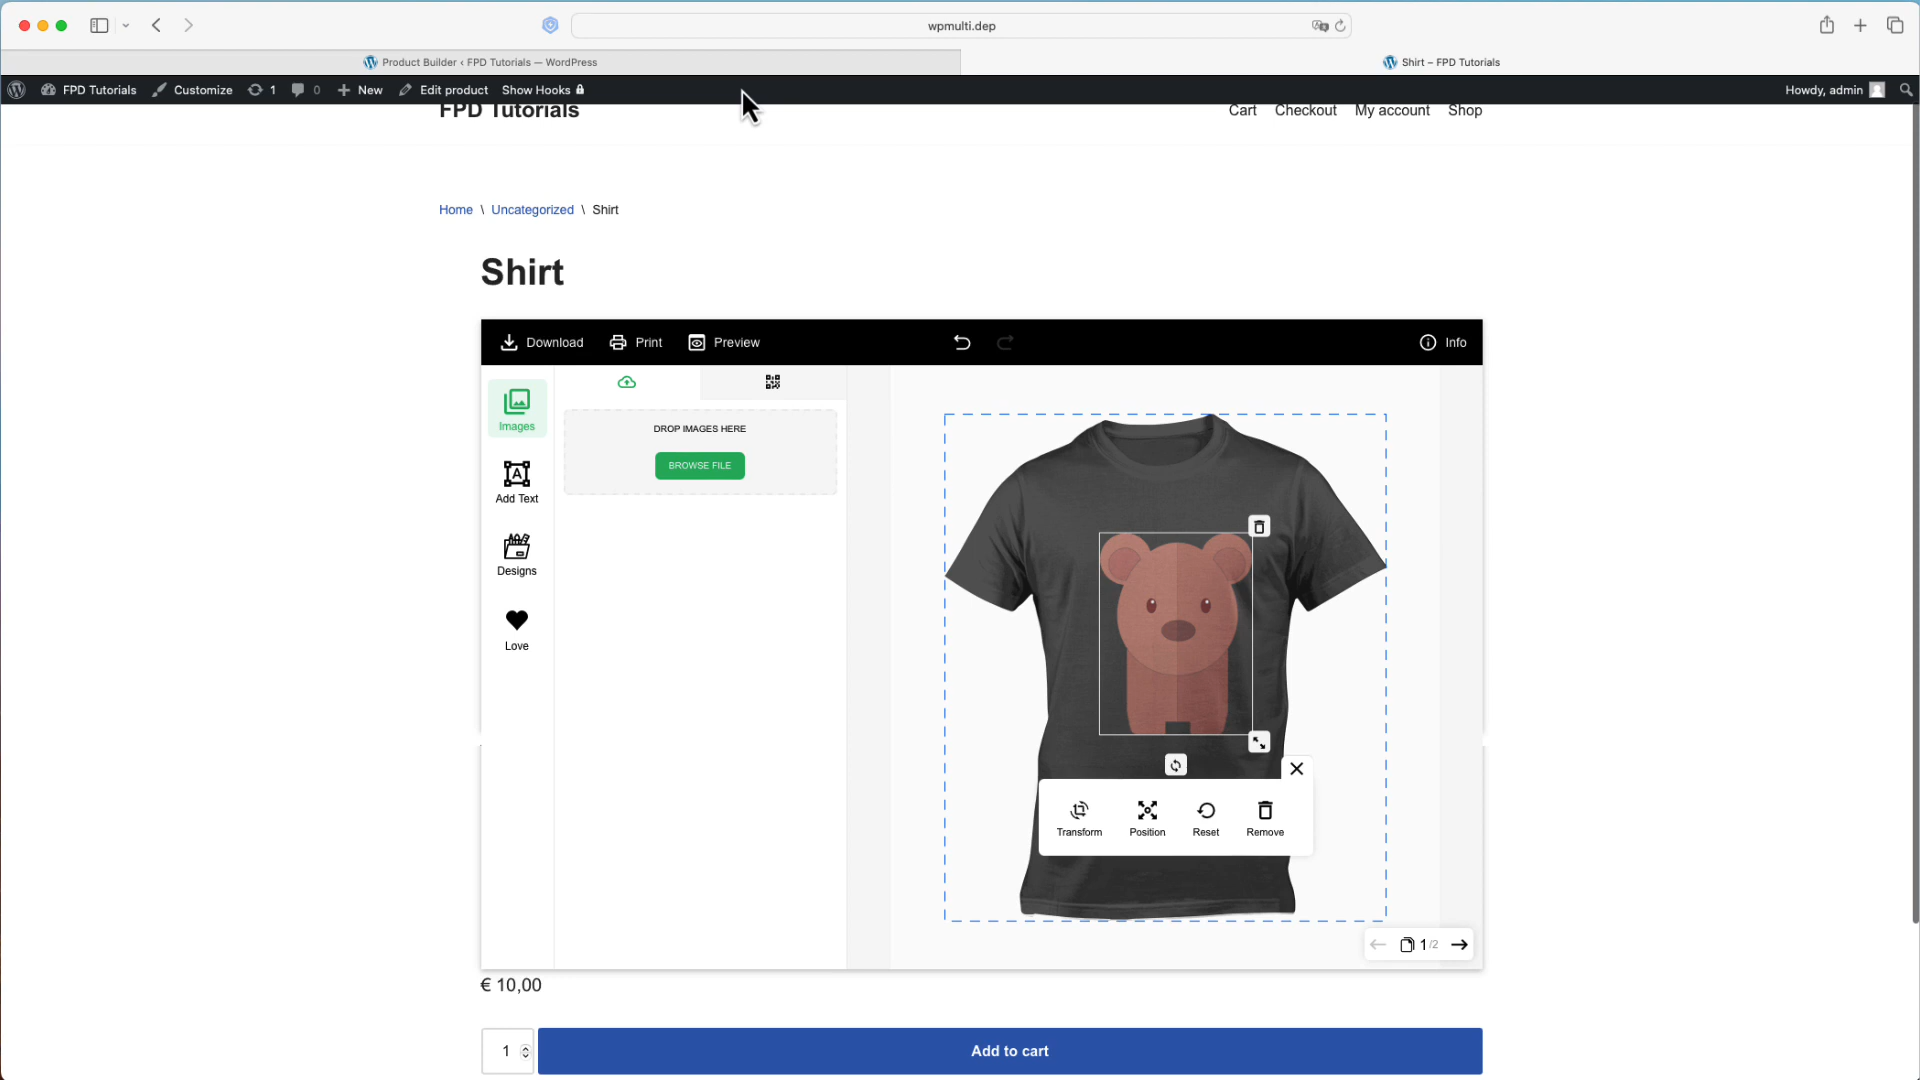 wpmulti.dep
Product Builder ‹ FPD Tutorials — WordPress
Shirt – FPD Tutorials
FPD Tutorials
Customize
1
0
New
Edit product
Show Hooks
Howdy, admin
FPD Tutorials
Cart
Checkout
My account
Shop
Home \ Uncategorized \ Shirt
Shirt
Download
Print
Preview
Info
Images
Add Text
Designs
Love
DROP IMAGES HERE
BROWSE FILE
Transform
Position
Reset
Remove
1 /2
€ 10,00
1
Add to cart